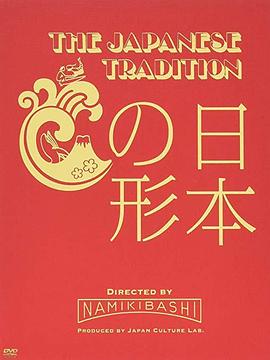 THE JAPANESE
TRADITION
日本
の形
DIRECTED BY
NAMIKIBASHI
PRODUCED BY JAPAN CULTURE LAB.
DVD